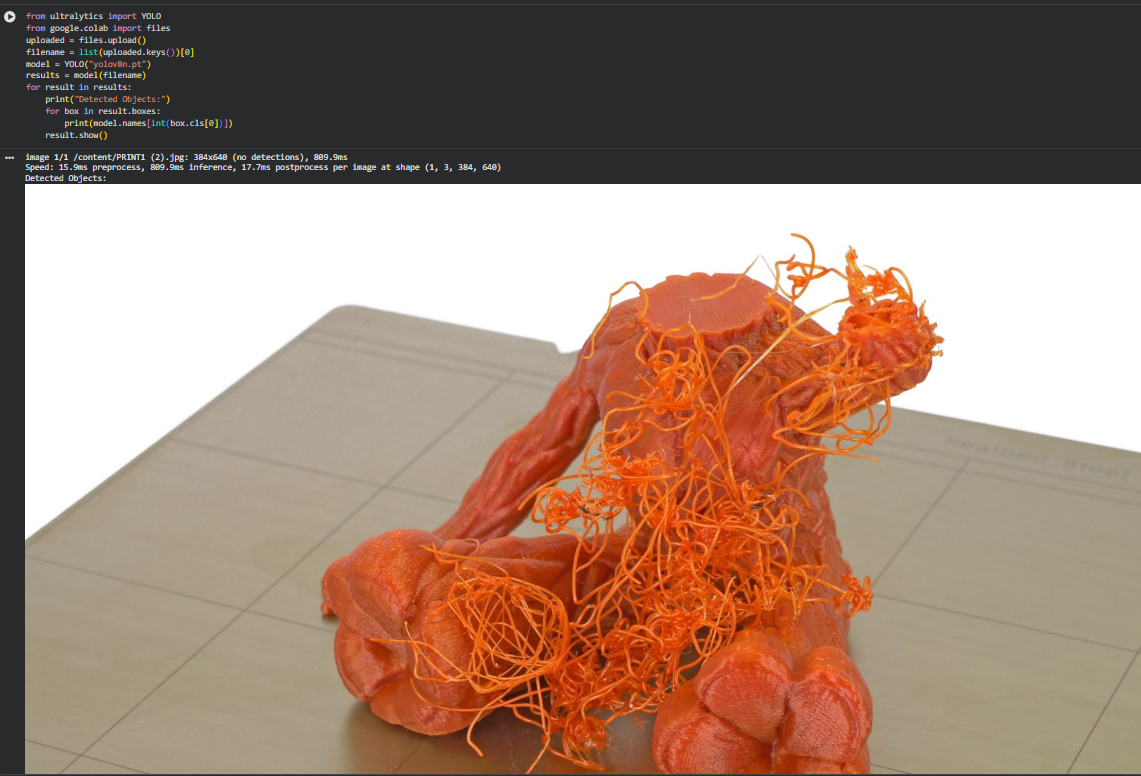 from ultralytics import YOLO
from google.colab import files
uploaded = files.upload()
filename = list(uploaded.keys())[0]
model = YOLO("yolov8n.pt")
results = model(filename)
for result in results:
    print("Detected Objects:")
    for box in result.boxes:
        print(model.names[int(box.cls[0])])
    result.show()
image 1/1 /content/PRINT1 (2).jpg: 384x640 (no detections), 809.9ms
Speed: 15.9ms preprocess, 809.9ms inference, 17.7ms postprocess per image at shape (1, 3, 384, 640)
Detected Objects:
Steel